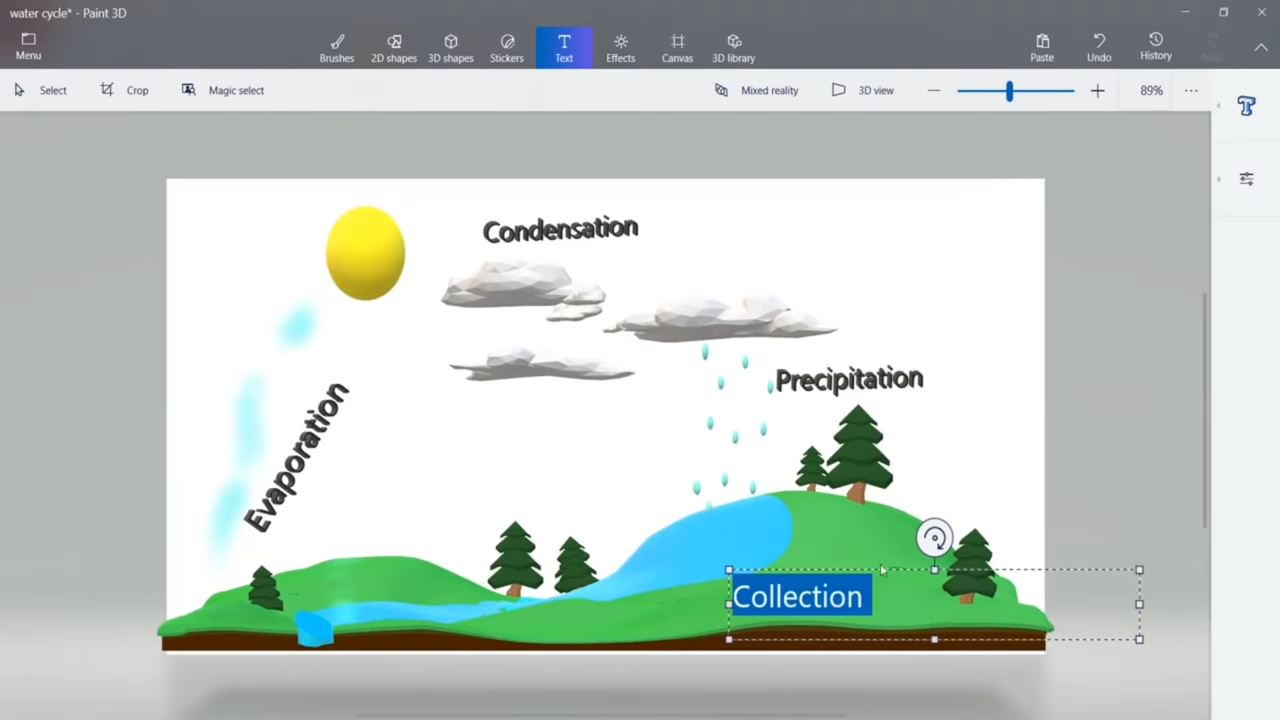 water cycle* - Paint 3D
Menu
Brushes
2D shapes
3D shapes
Stickers
Text
Effects
Canvas
3D library
Paste
Undo
History
Select
Crop
Magic select
Mixed reality
3D view
89%
Condensation
Precipitation
Evaporation
Collection